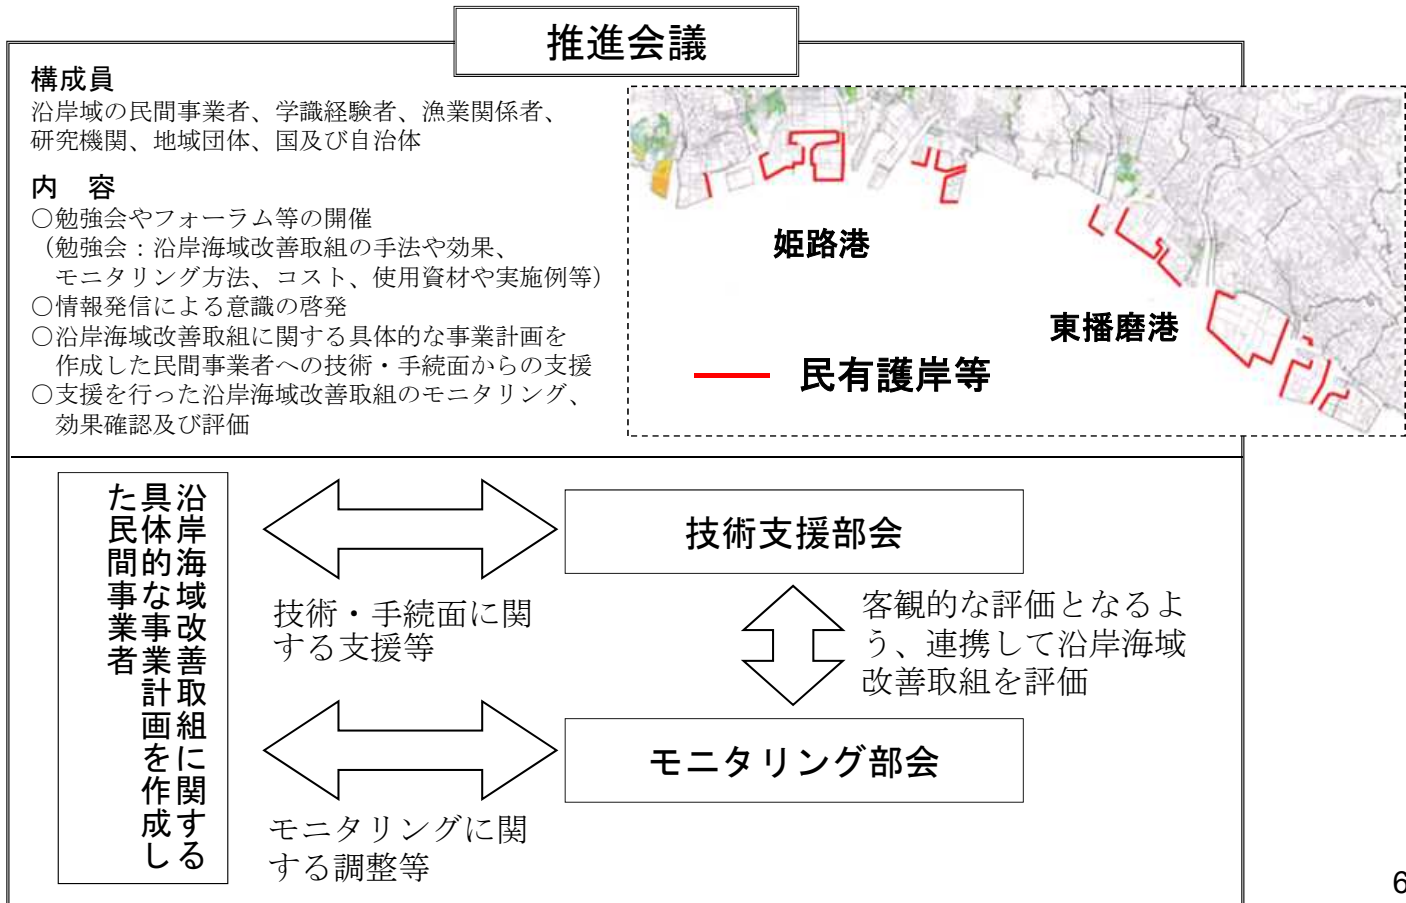 推進会議
構成員
沿岸域の民間事業者、学識経験者、漁業関係者、
研究機関、地域団体、国及び自治体
内　容
○勉強会やフォーラム等の開催
（勉強会：沿岸海域改善取組の手法や効果、
モニタリング方法、コスト、使用資材や実施例等）
○情報発信による意識の啓発
○沿岸海域改善取組に関する具体的な事業計画を
作成した民間事業者への技術・手続面からの支援
○支援を行った沿岸海域改善取組のモニタリング、
効果確認及び評価
姫路港
東播磨港
民有護岸等
沿岸海域改善取組に関する
具体的な事業計画を作成し
た民間事業者
技術・手続面に関
する支援等
技術支援部会
客観的な評価となるよ
う、連携して沿岸海域
改善取組を評価
モニタリング部会
モニタリングに関
する調整等
6